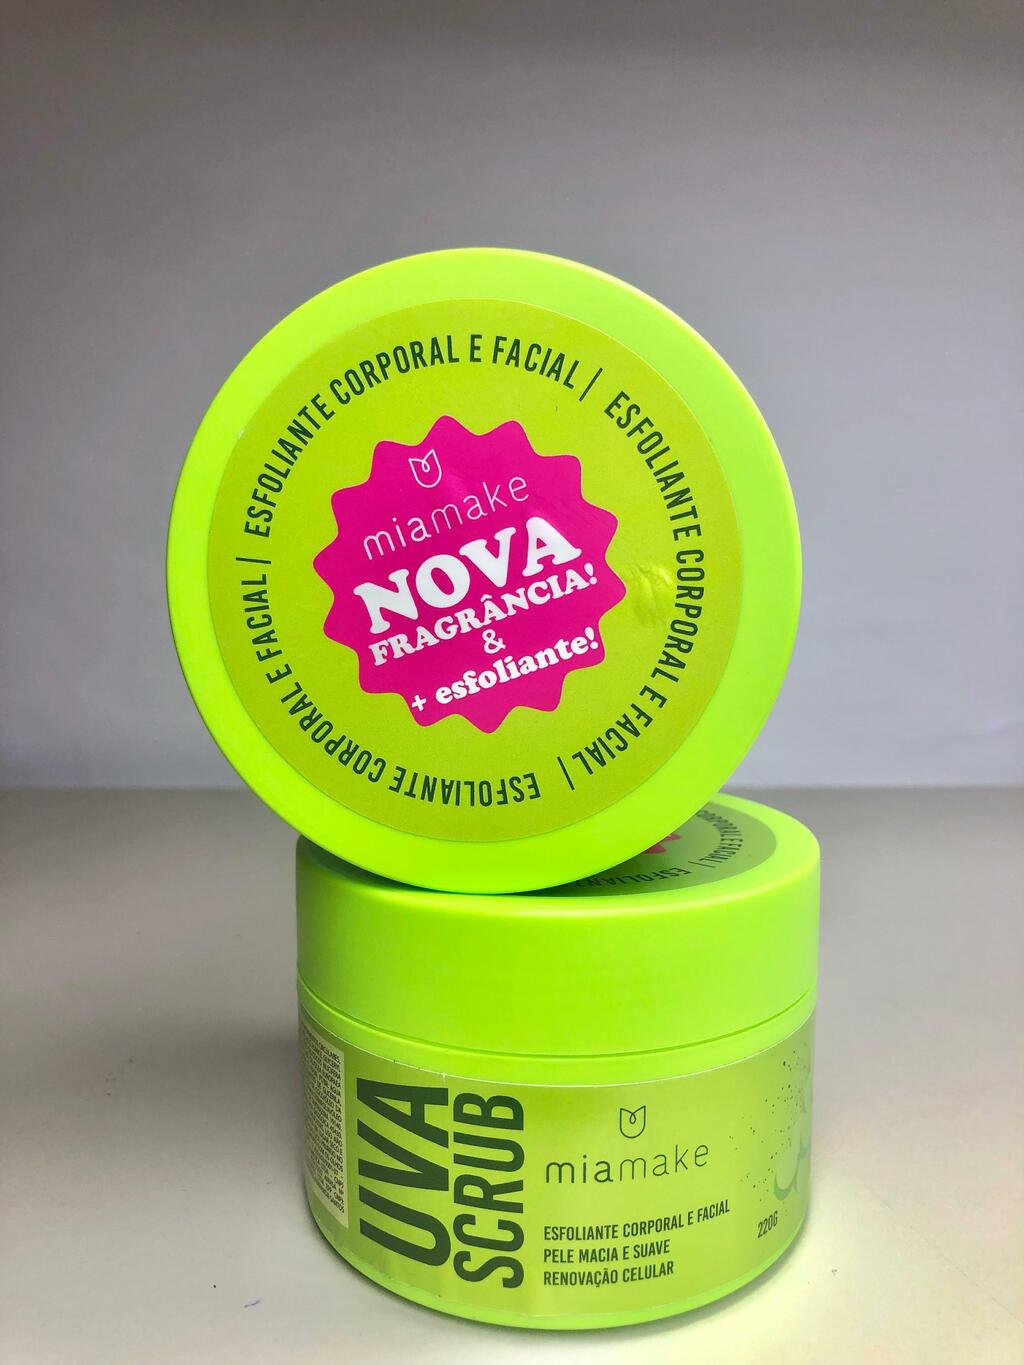 ESFOLIANTE CORPORAL E FACIAL |
ESFOLIANTE CORPORAL E FACIAL |
ESFOLIANTE CORPORAL E FACIAL |
miamake
NOVA
FRAGRÂNCIA!
&
+ esfoliante!
UVA
SCRUB
miamake
ESFOLIANTE CORPORAL E FACIAL
PELE MACIA E SUAVE
RENOVAÇÃO CELULAR
220G